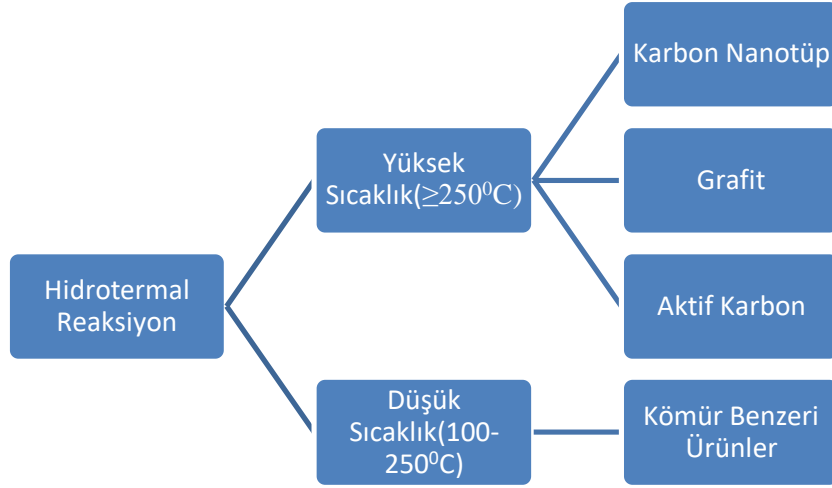 Hidrotermal
Reaksiyon
Yüksek
Sıcaklık(≥250⁰C)
Karbon Nanotüp
Grafit
Aktif Karbon
Düşük
Sıcaklık(100-
250⁰C)
Kömür Benzeri
Ürünler